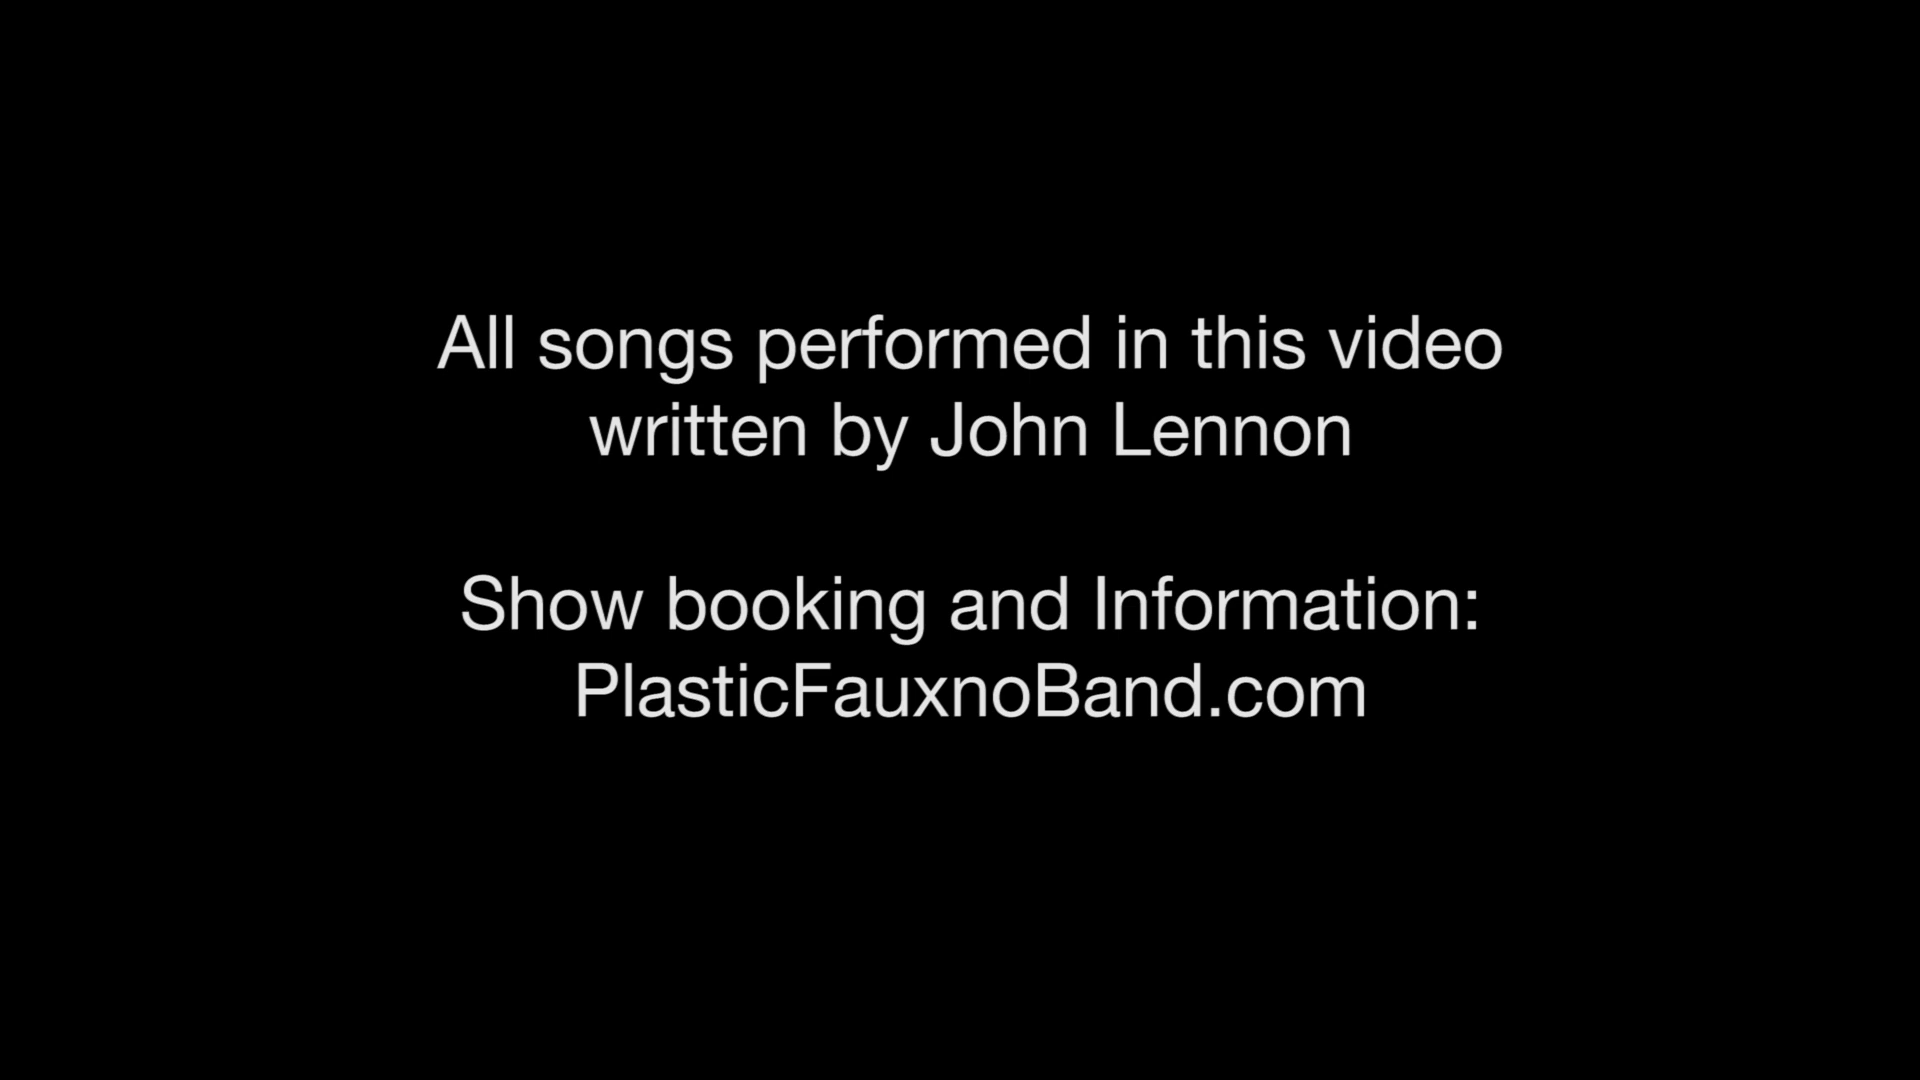 All songs performed in this video
written by John Lennon
Show booking and Information:
PlasticFauxnoBand.com